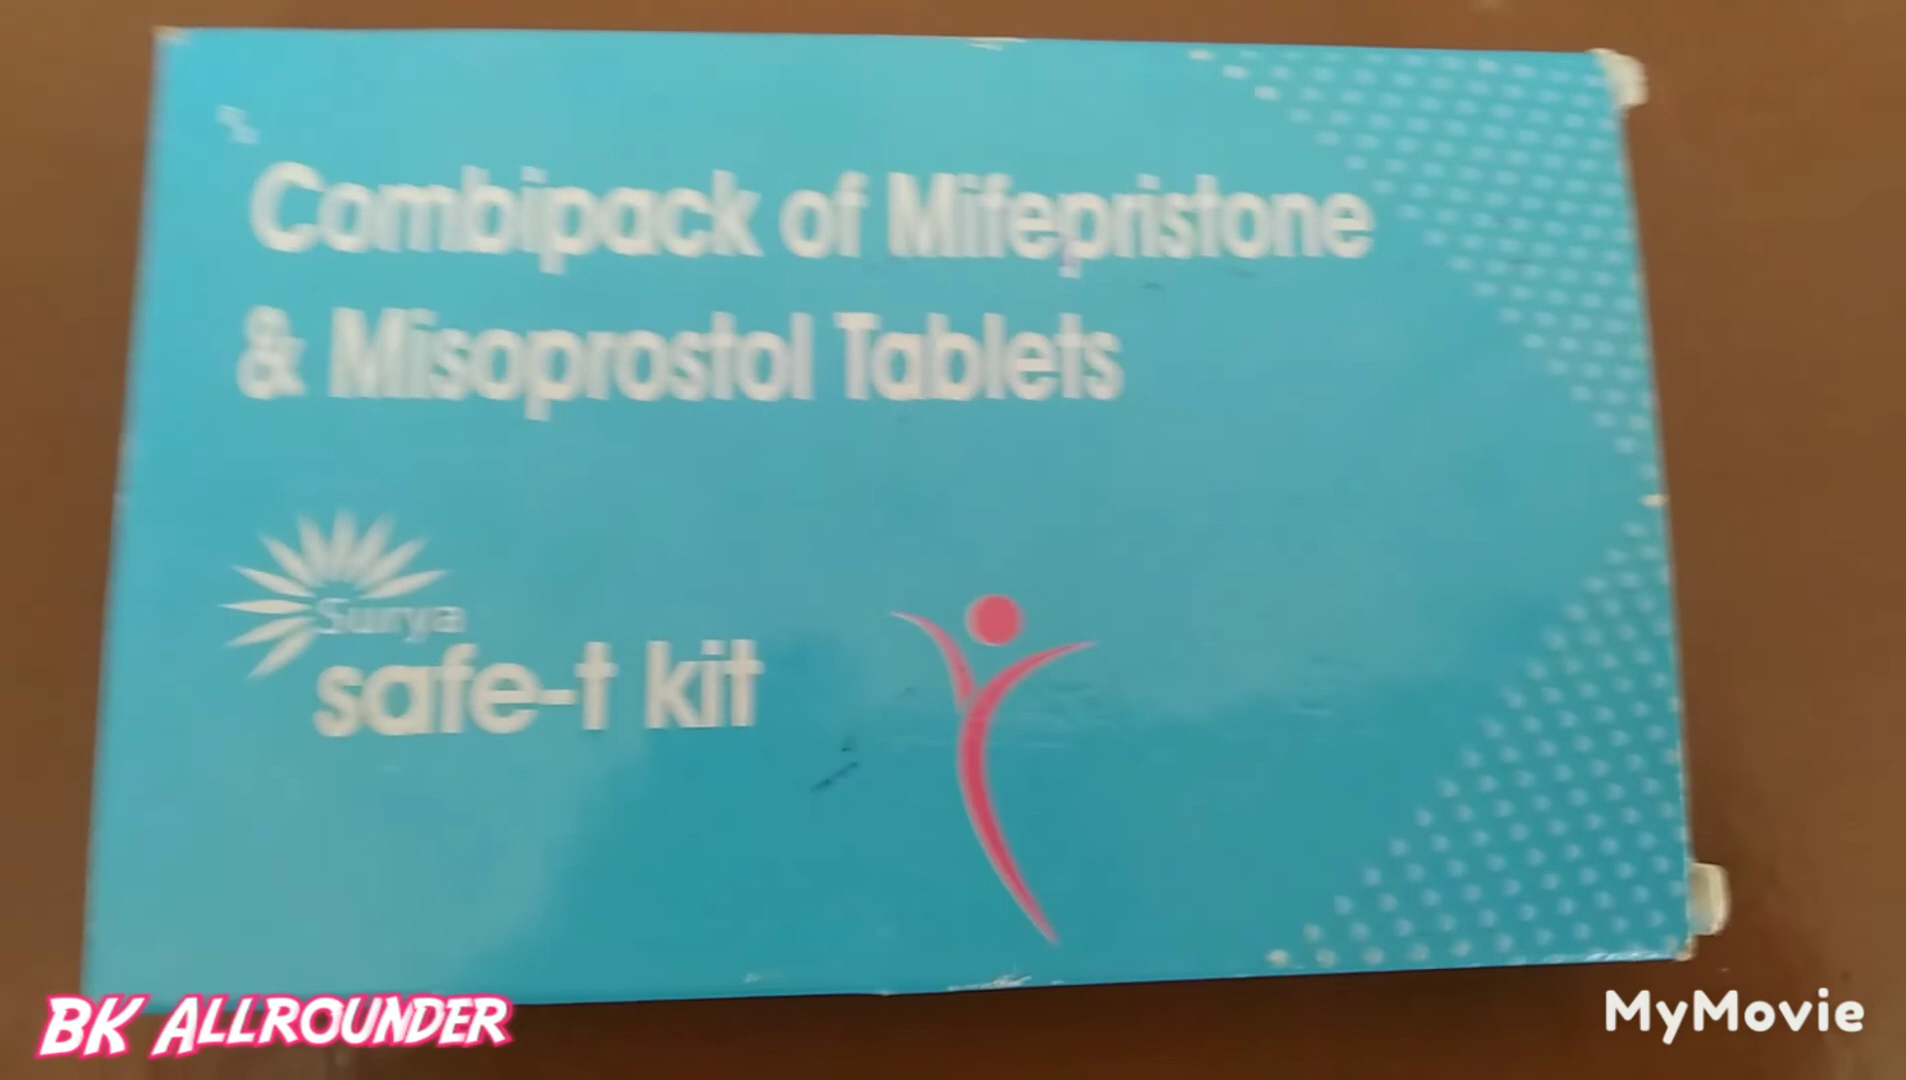 Combipack of Mifepristone
& Misoprostol Tablets
Surya
safe-t kit
BK ALLROUNDER
MyMovie